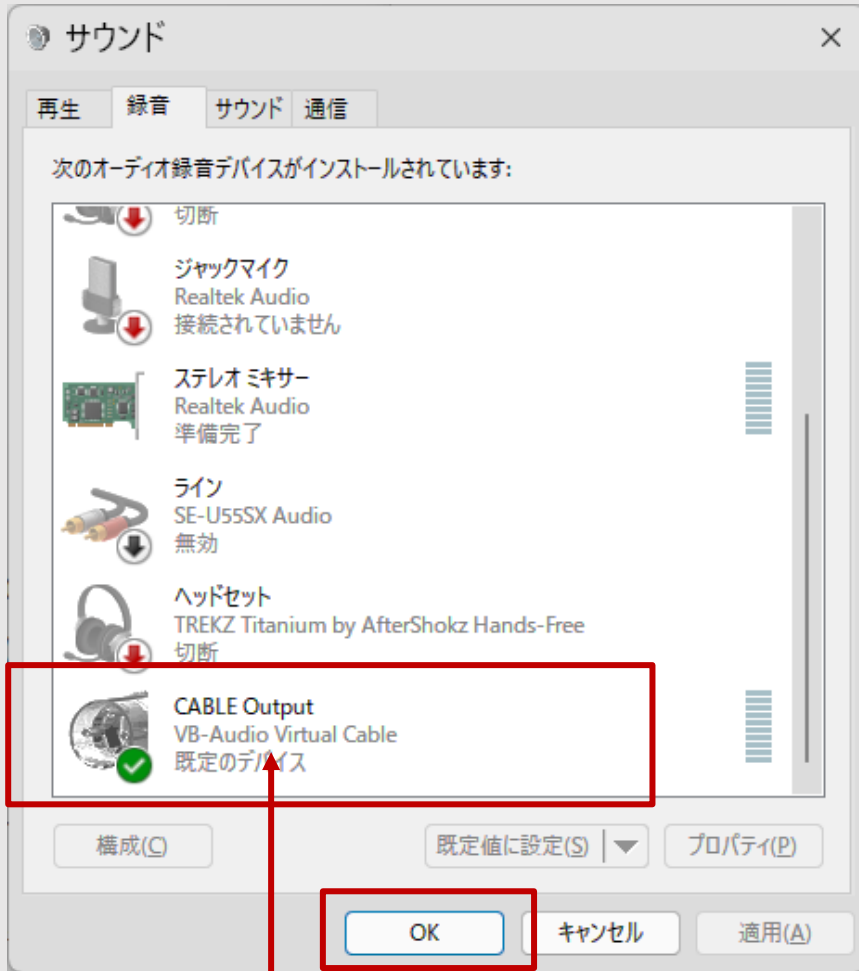 サウンド
再生 録音 サウンド 通信
次のオーディオ録音デバイスがインストールされています:
切断
ジャックマイク
Realtek Audio
接続されていません
ステレオ ミキサー
Realtek Audio
準備完了
ライン
SE-U55SX Audio
無効
ヘッドセット
TREKZ Titanium by AfterShokz Hands-Free
切断
CABLE Output
VB-Audio Virtual Cable
既定のデバイス
構成(C) 既定値に設定(S) プロパティ(P)
OK キャンセル 適用(A)